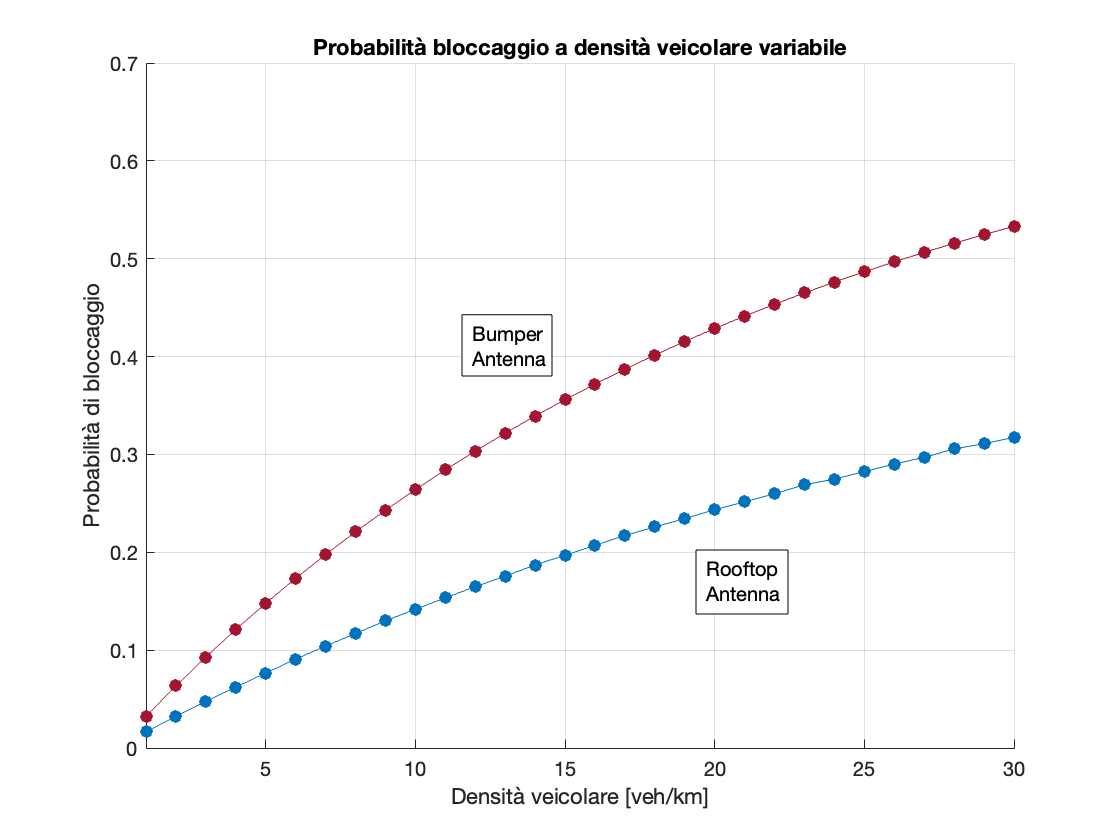 Probabilità bloccaggio a densità veicolare variabile
0.7
0.6
0.5
0.4
0.3
0.2
0.1
0
Probabilità di bloccaggio
Bumper
Antenna
Rooftop
Antenna
5 10 15 20 25 30
Densità veicolare [veh/km]